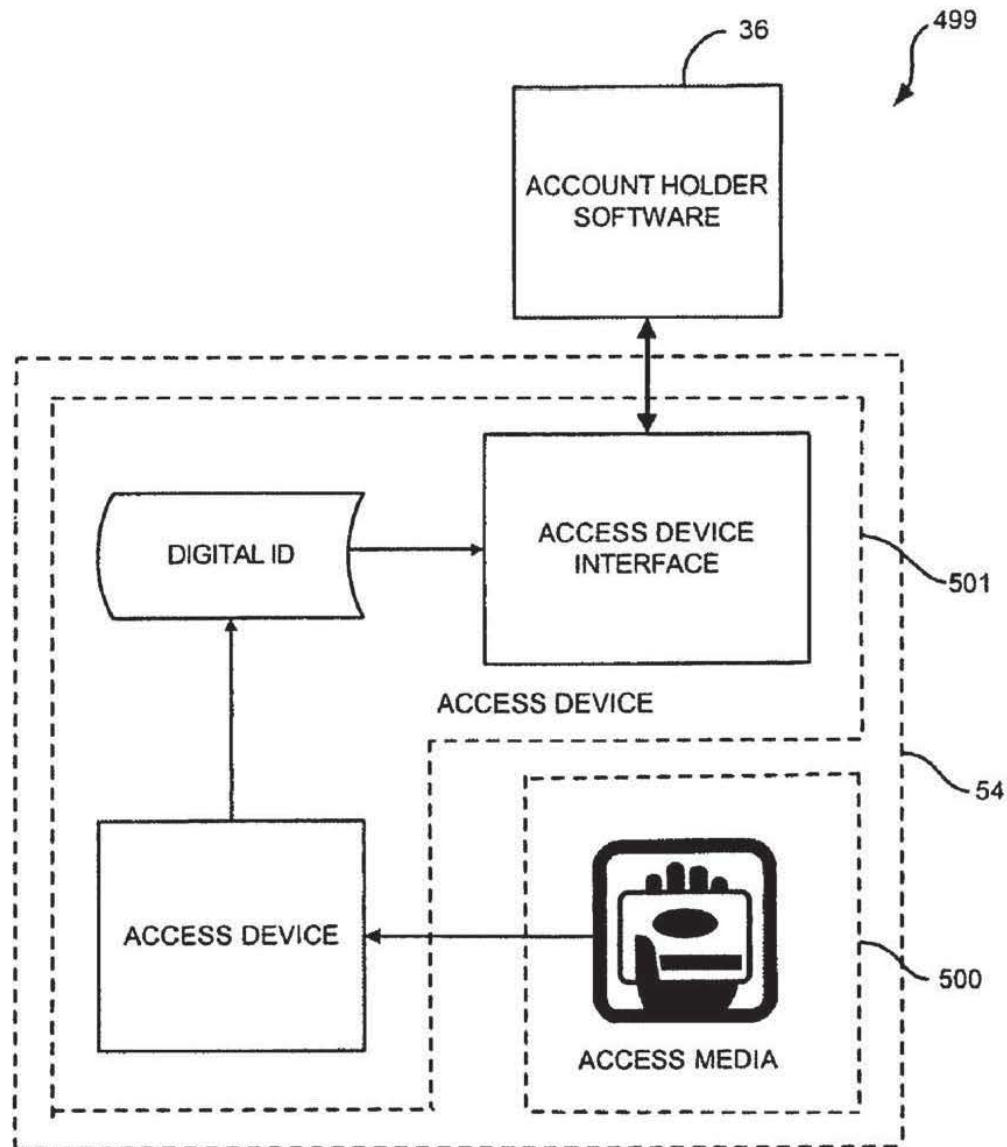 36
499
ACCOUNT HOLDER
SOFTWARE
DIGITAL ID
ACCESS DEVICE
INTERFACE
501
ACCESS DEVICE
54
ACCESS DEVICE
500
ACCESS MEDIA